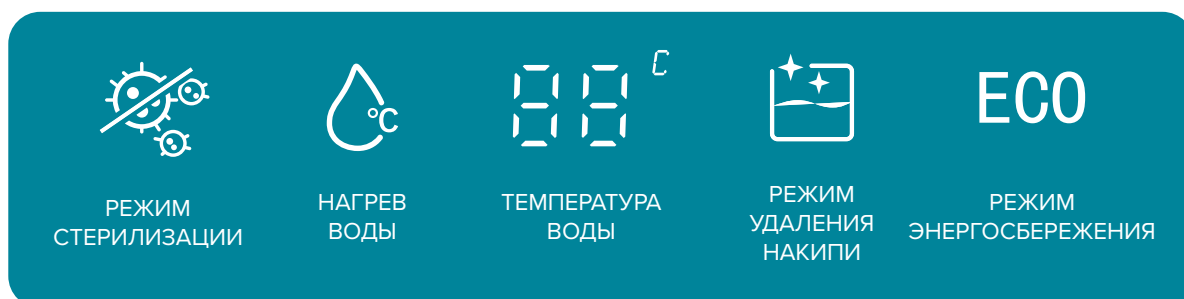 °C
88 C
ECO
РЕЖИМ
СТЕРИЛИЗАЦИИ
НАГРЕВ
ВОДЫ
ТЕМПЕРАТУРА
ВОДЫ
РЕЖИМ
УДАЛЕНИЯ
НАКИПИ
РЕЖИМ
ЭНЕРГОСБЕРЕЖЕНИЯ